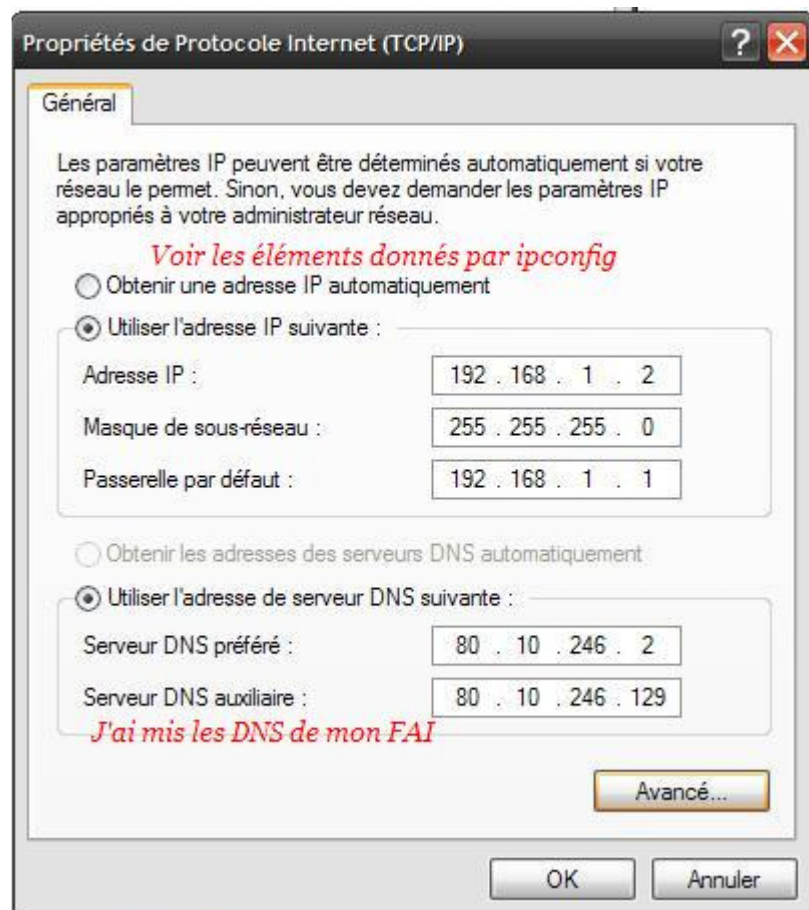 Propriétés de Protocole Internet (TCP/IP)
Général
Les paramètres IP peuvent être déterminés automatiquement si votre
réseau le permet. Sinon, vous devez demander les paramètres IP
appropriés à votre administrateur réseau.
Voir les éléments donnés par ipconfig
Obtenir une adresse IP automatiquement
Utiliser l'adresse IP suivante :
Adresse IP : 192 . 168 . 1 . 2
Masque de sous-réseau : 255 . 255 . 255 . 0
Passerelle par défaut : 192 . 168 . 1 . 1
Obtenir les adresses des serveurs DNS automatiquement
Utiliser l'adresse de serveur DNS suivante :
Serveur DNS préféré : 80 . 10 . 246 . 2
Serveur DNS auxiliaire : 80 . 10 . 246 . 129
J'ai mis les DNS de mon FAI
Avancé...
OK Annuler